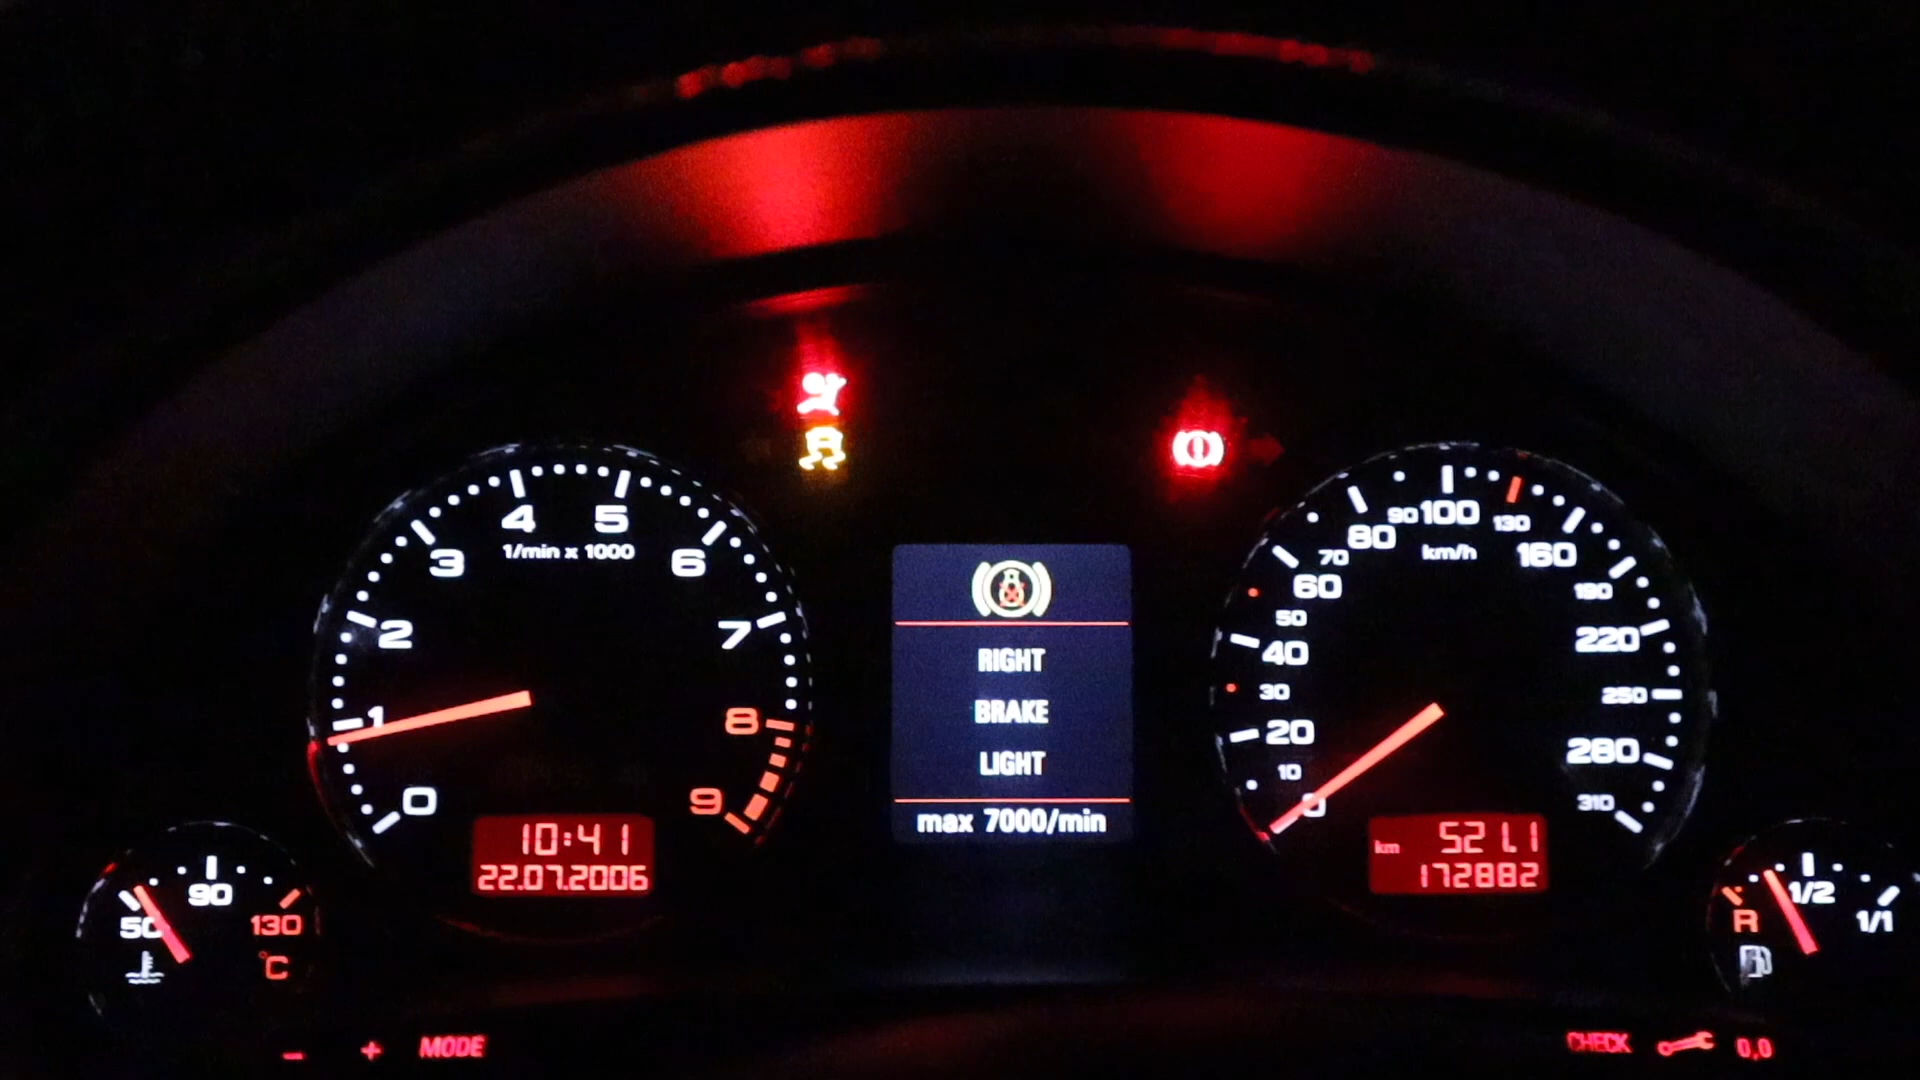 4 5
1/min x 1000
3 6
2 7
1 8
0 9
10:41
22.07.2006
50 90 130
°C
- + MODE
RIGHT
BRAKE
LIGHT
max 7000/min
90 100 130
80 km/h 160
70
60 190
50
40 220
30 250
20 280
10 310
0
km 521.1
172882
R 1/2 1/1
CHECK 0,0